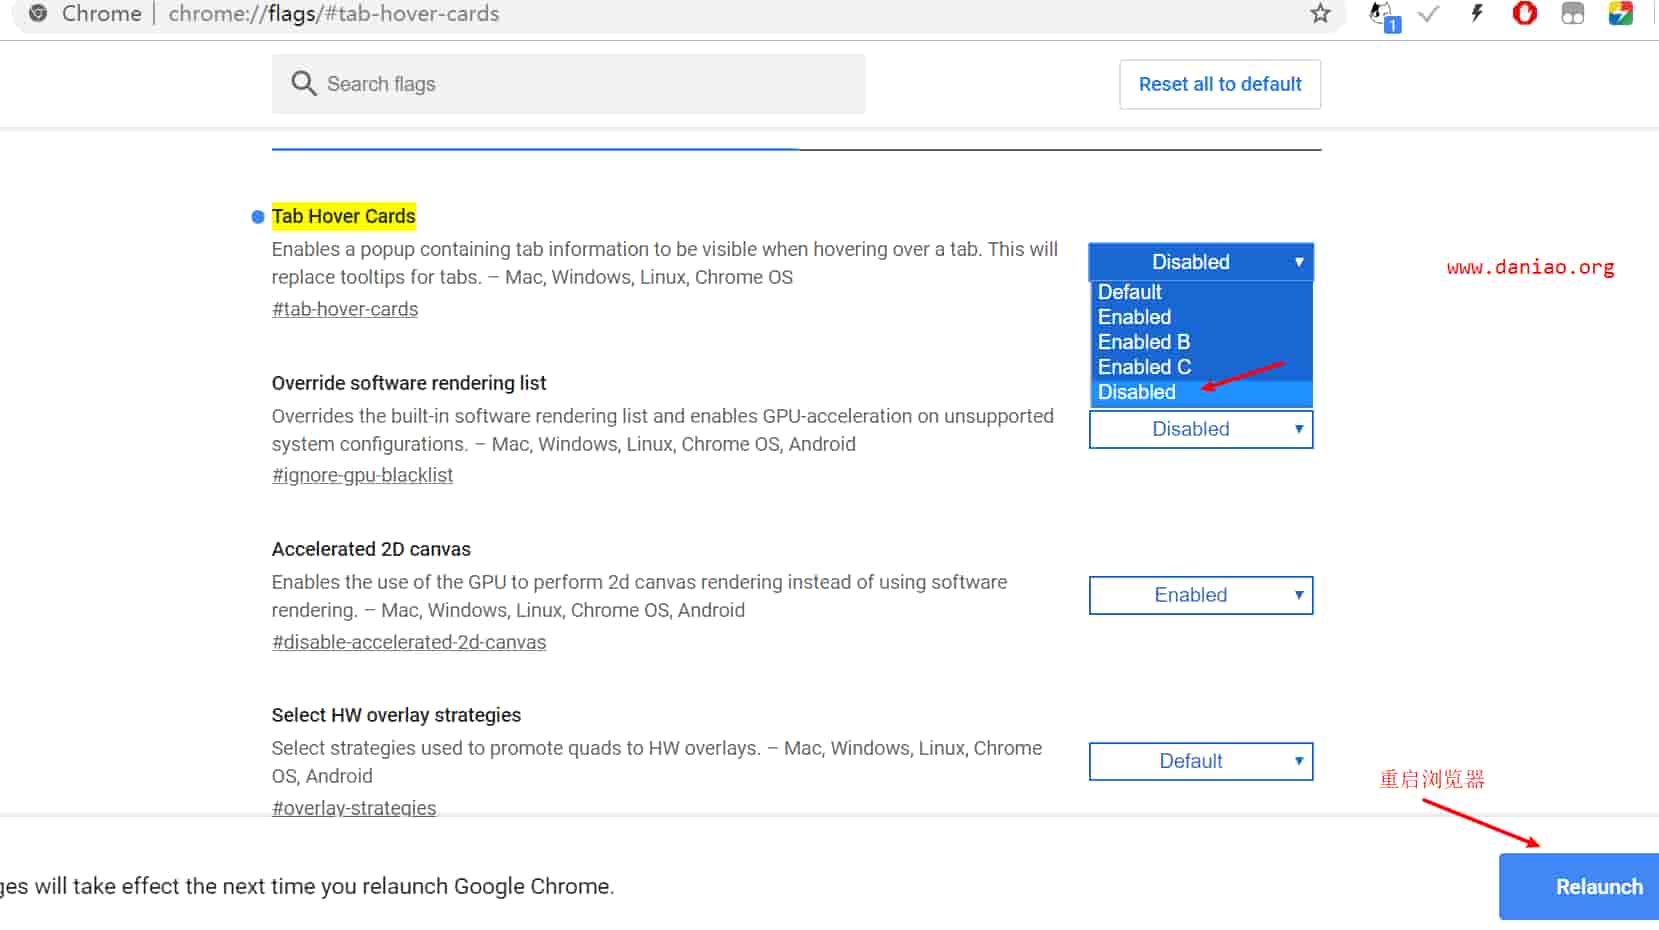 Chrome | chrome://flags/#tab-hover-cards
1
Search flags
Reset all to default
Tab Hover Cards
Enables a popup containing tab information to be visible when hovering over a tab. This will
replace tooltips for tabs. – Mac, Windows, Linux, Chrome OS
#tab-hover-cards
Disabled
Default
Enabled
Enabled B
Enabled C
Disabled
www.daniao.org
Override software rendering list
Overrides the built-in software rendering list and enables GPU-acceleration on unsupported
system configurations. – Mac, Windows, Linux, Chrome OS, Android
#ignore-gpu-blacklist
Disabled
Accelerated 2D canvas
Enables the use of the GPU to perform 2d canvas rendering instead of using software
rendering. – Mac, Windows, Linux, Chrome OS, Android
#disable-accelerated-2d-canvas
Enabled
Select HW overlay strategies
Select strategies used to promote quads to HW overlays. – Mac, Windows, Linux, Chrome
OS, Android
#overlay-strategies
Default
重启浏览器
ges will take effect the next time you relaunch Google Chrome.
Relaunch